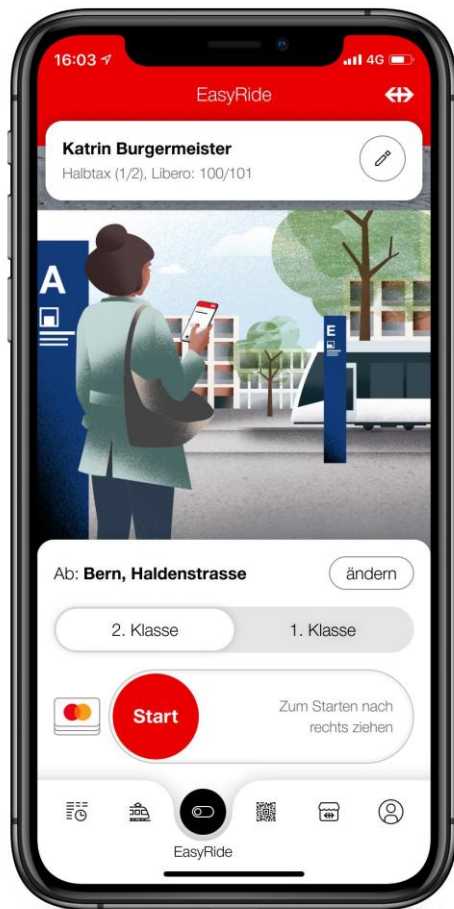 16:03
4G
EasyRide
Katrin Burgermeister
Halbtax (1/2), Libero: 100/101
A
E
Ab: Bern, Haldenstrasse
ändern
2. Klasse
1. Klasse
Start
Zum Starten nach
rechts ziehen
EasyRide